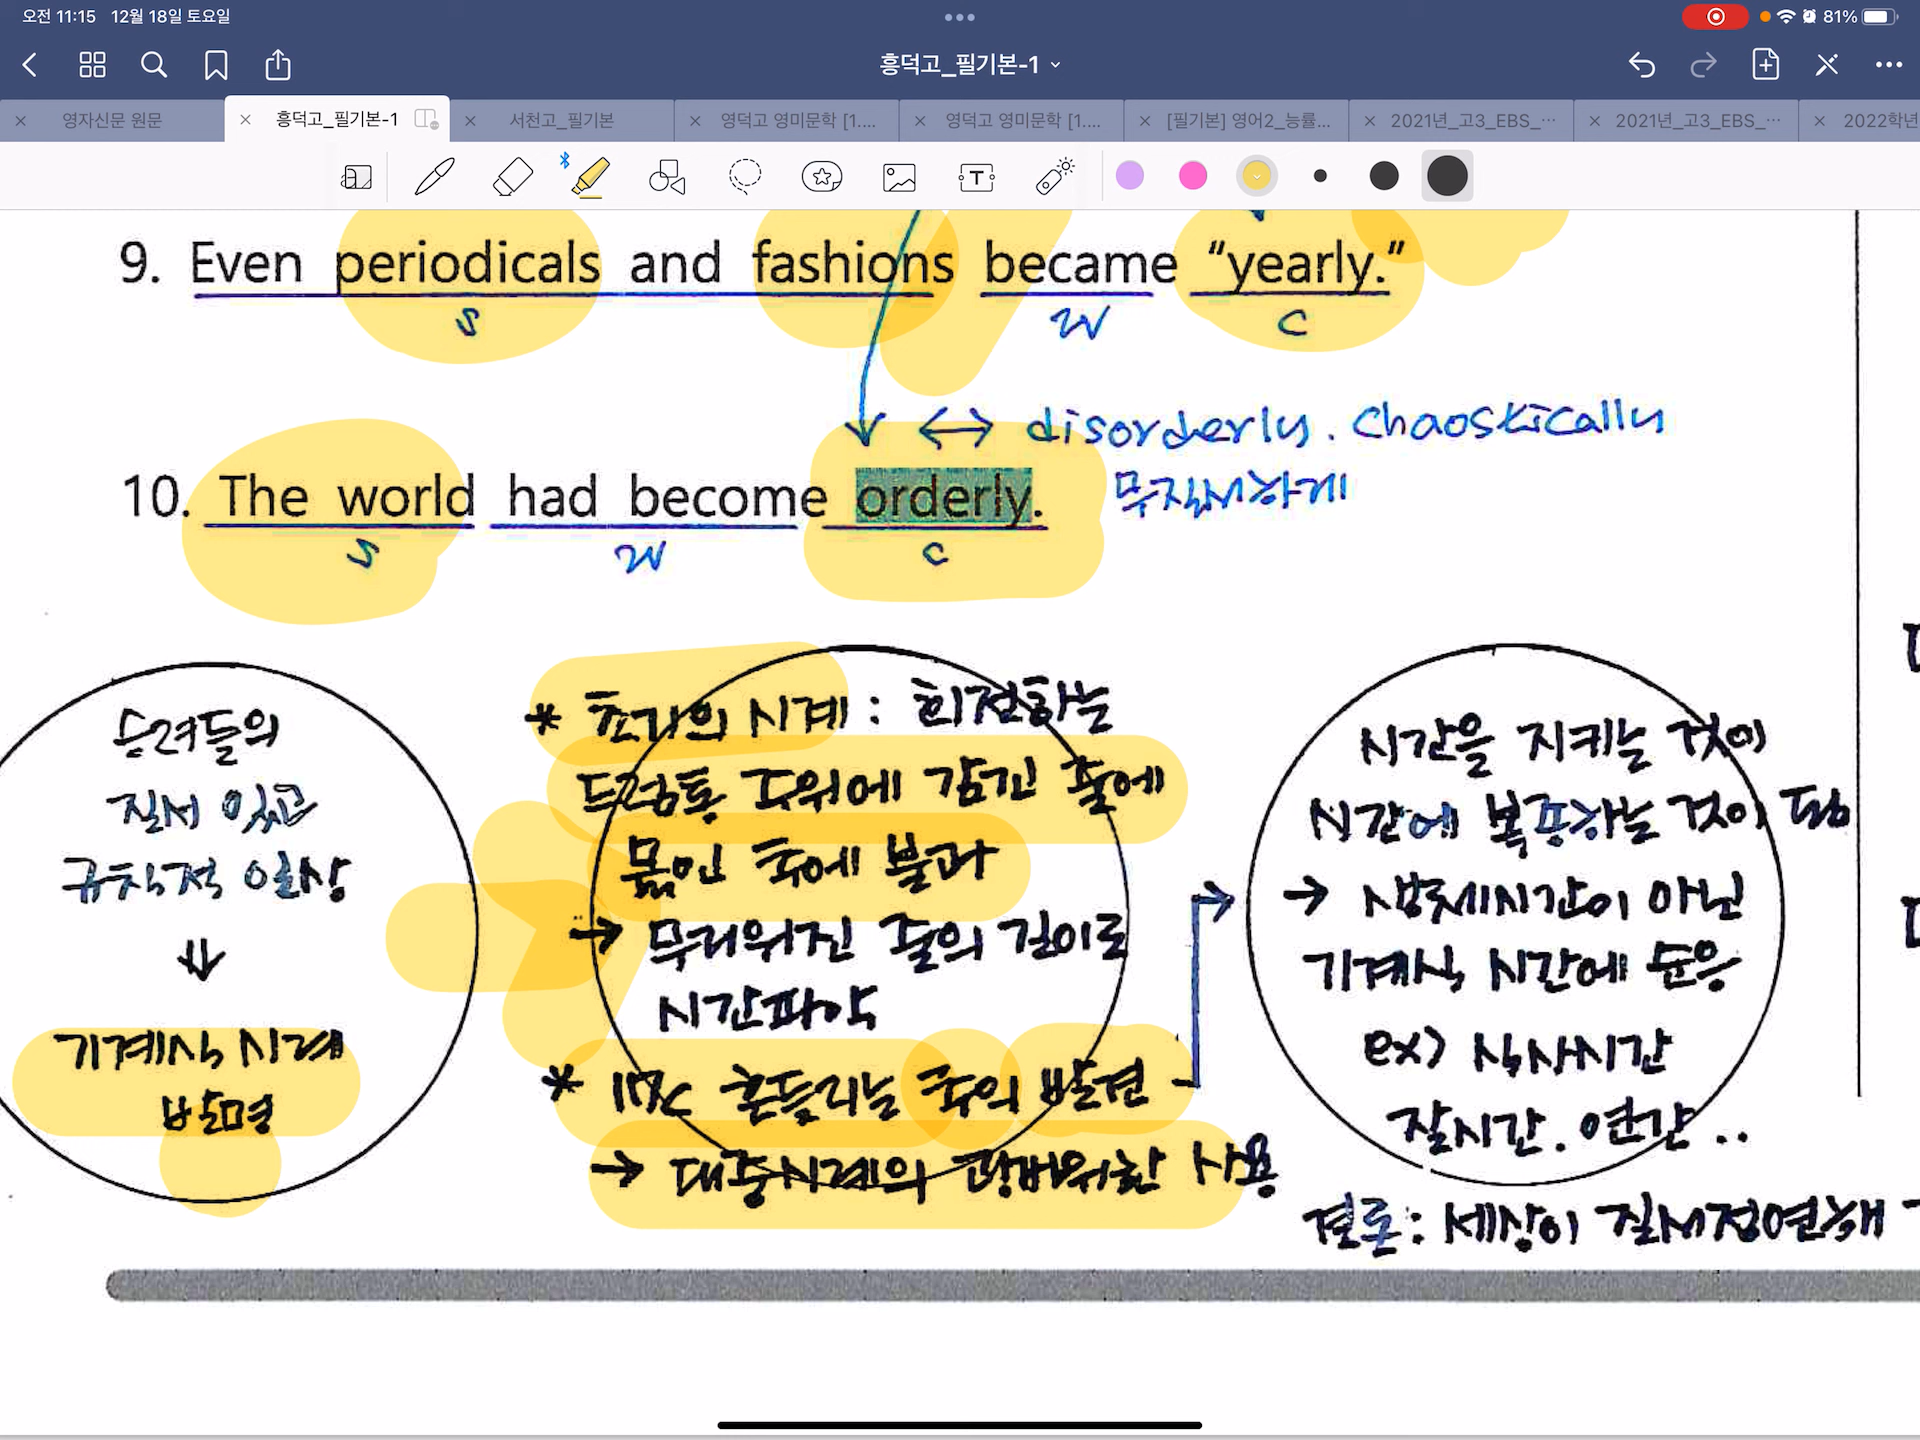 오전 11:15 12월 18일 토요일
81%
흥덕고_필기본-1
영자신문 원문
흥덕고_필기본-1
서천고_필기본
영덕고 영미문학 [1....
영덕고 영미문학 [1....
[필기본] 영어2_능률...
2021년_고3_EBS_...
2021년_고3_EBS_...
2022학년
9. Even periodicals and fashions became “yearly.”
S V C
↔ disorderly. chaostically
무질서하게
10. The world had become orderly.
S V C
승려들의
질서 있고
규칙적 일상
⇓
기계식 시계
발명
* 초기의 시계 : 회전하는
드럼통 주위에 감긴 줄에
묶인 추에 불과
→ 무거워진 줄의 길이로
시간파악
* 17C 흔들리는 추의 발견
→ 대중시계의 광범위한 사용
시간을 지키는 것이
시간에 복종하는 것이 됨
→ 생체시간이 아닌
기계식 시간에 순응
ex) 식사시간
잘시간. 연간 ..
결론 : 세상이 질서정연해